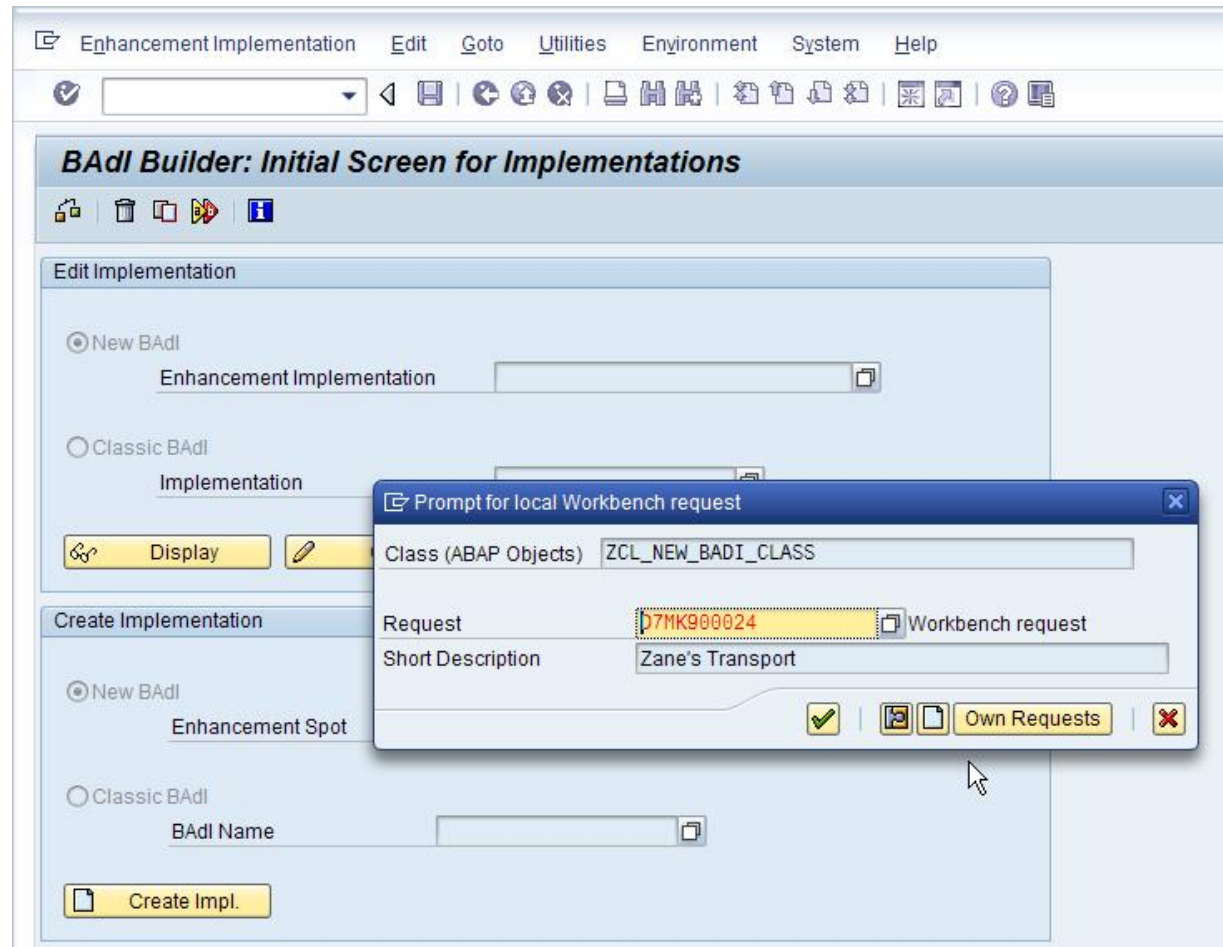 Enhancement Implementation Edit Goto Utilities Environment System Help
BAdI Builder: Initial Screen for Implementations
Edit Implementation
New BAdI
Enhancement Implementation
Classic BAdI
Implementation
Display
Prompt for local Workbench request
Class (ABAP Objects) ZCL_NEW_BADI_CLASS
Request D7MK900024 Workbench request
Short Description Zane's Transport
Own Requests
Create Implementation
New BAdI
Enhancement Spot
Classic BAdI
BAdI Name
Create Impl.